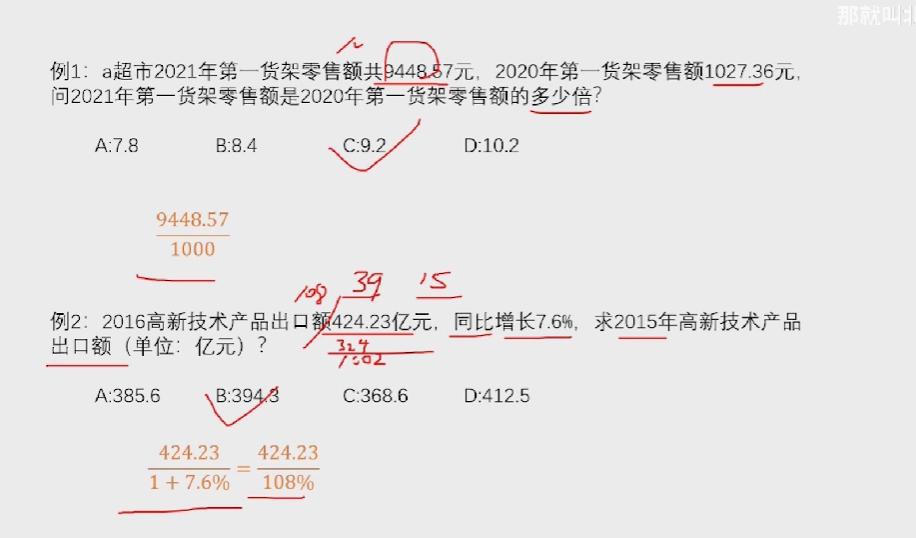 那就叫
例1：a超市2021年第一货架零售额共9448.57元，2020年第一货架零售额1027.36元，
问2021年第一货架零售额是2020年第一货架零售额的多少倍？
A:7.8 B:8.4 C:9.2 D:10.2
9448.57
1000
108 39 15
例2：2016高新技术产品出口额424.23亿元，同比增长7.6%，求2015年高新技术产品
出口额（单位：亿元）？
324
A:385.6 B:394.3 C:368.6 D:412.5
424.23 424.23
1 + 7.6% = 108%